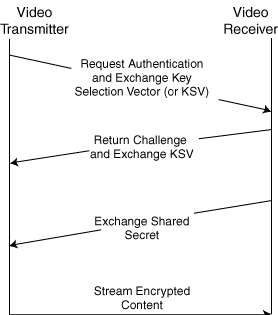 Video
Transmitter
Video
Receiver
Request Authentication
and Exchange Key
Selection Vector (or KSV)
Return Challenge
and Exchange KSV
Exchange Shared
Secret
Stream Encrypted
Content